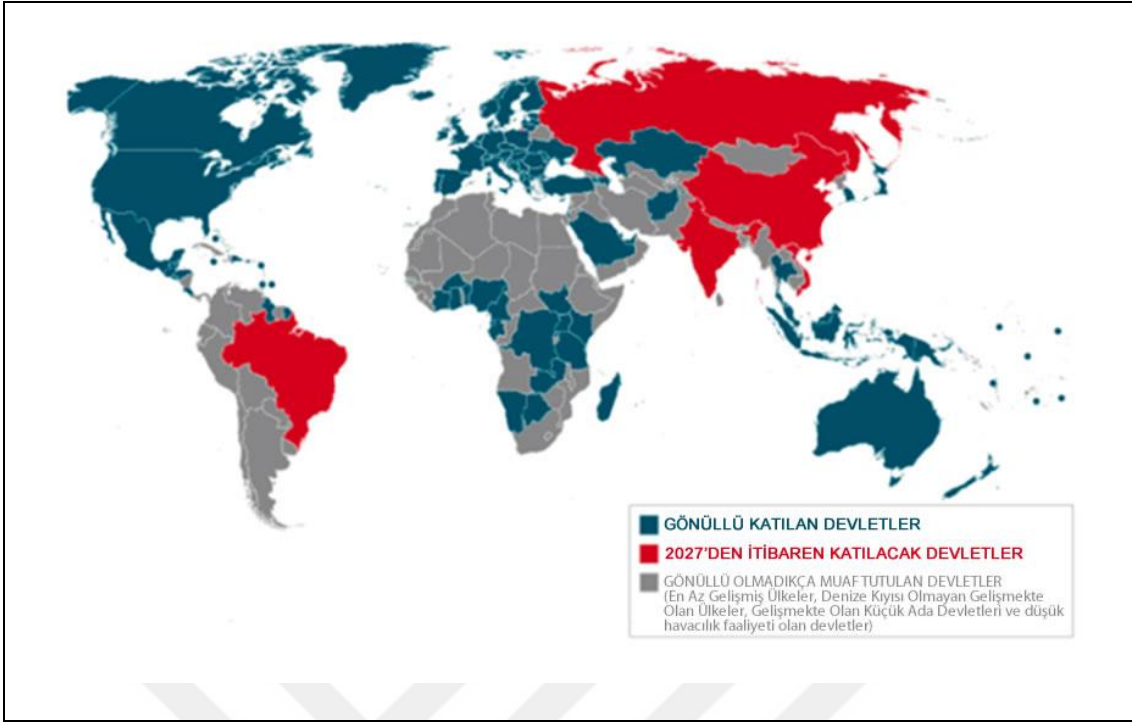 GÖNÜLLÜ KATILAN DEVLETLER
2027'DEN İTİBAREN KATILACAK DEVLETLER
GÖNÜLLÜ OLMADIKÇA MUAF TUTULAN DEVLETLER
(En Az Gelişmiş Ülkeler, Denize Kıyısı Olmayan Gelişmekte
Olan Ülkeler, Gelişmekte Olan Küçük Ada Devletleri ve düşük
havacılık faaliyeti olan devletler)